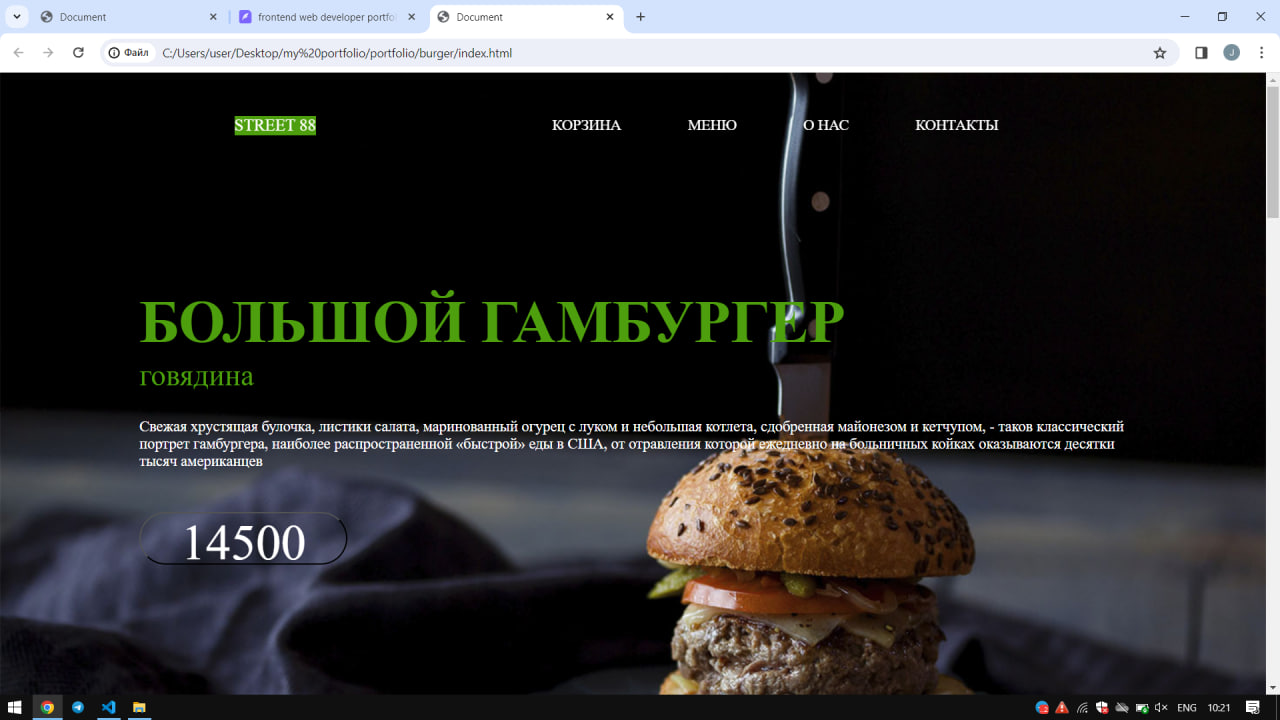 Document
frontend web developer portfo
Document
Файл
C:/Users/user/Desktop/my%20portfolio/portfolio/burger/index.html
J
STREET 88
КОРЗИНА
МЕНЮ
О НАС
КОНТАКТЫ
БОЛЬШОЙ ГАМБУРГЕР
говядина
Свежая хрустящая булочка, листики салата, маринованный огурец с луком и небольшая котлета, сдобренная майонезом и кетчупом, - таков классический
портрет гамбургера, наиболее распространенной «быстрой» еды в США, от отравления которой ежедневно на больничных койках оказываются десятки
тысяч американцев
14500
ENG
10:21